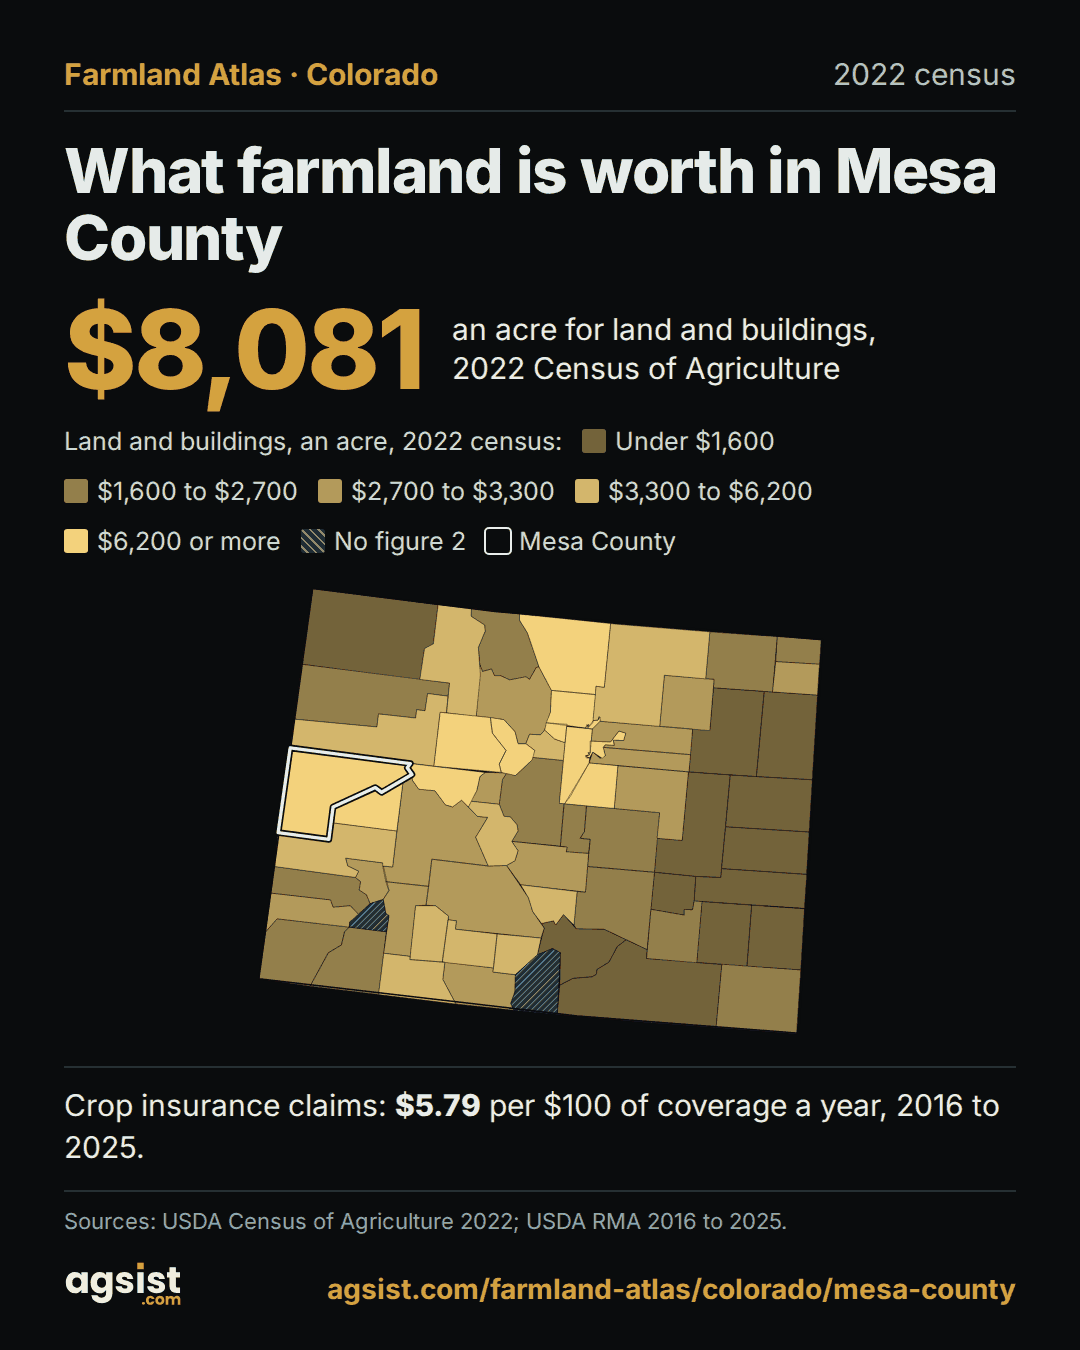 Farmland Atlas · Colorado
2022 census
What farmland is worth in Mesa
County
$8,081
an acre for land and buildings,
2022 Census of Agriculture
Land and buildings, an acre, 2022 census: Under $1,600
$1,600 to $2,700 $2,700 to $3,300 $3,300 to $6,200
$6,200 or more No figure 2 Mesa County
Crop insurance claims: $5.79 per $100 of coverage a year, 2016 to
2025.
Sources: USDA Census of Agriculture 2022; USDA RMA 2016 to 2025.
agsist
.com
agsist.com/farmland-atlas/colorado/mesa-county